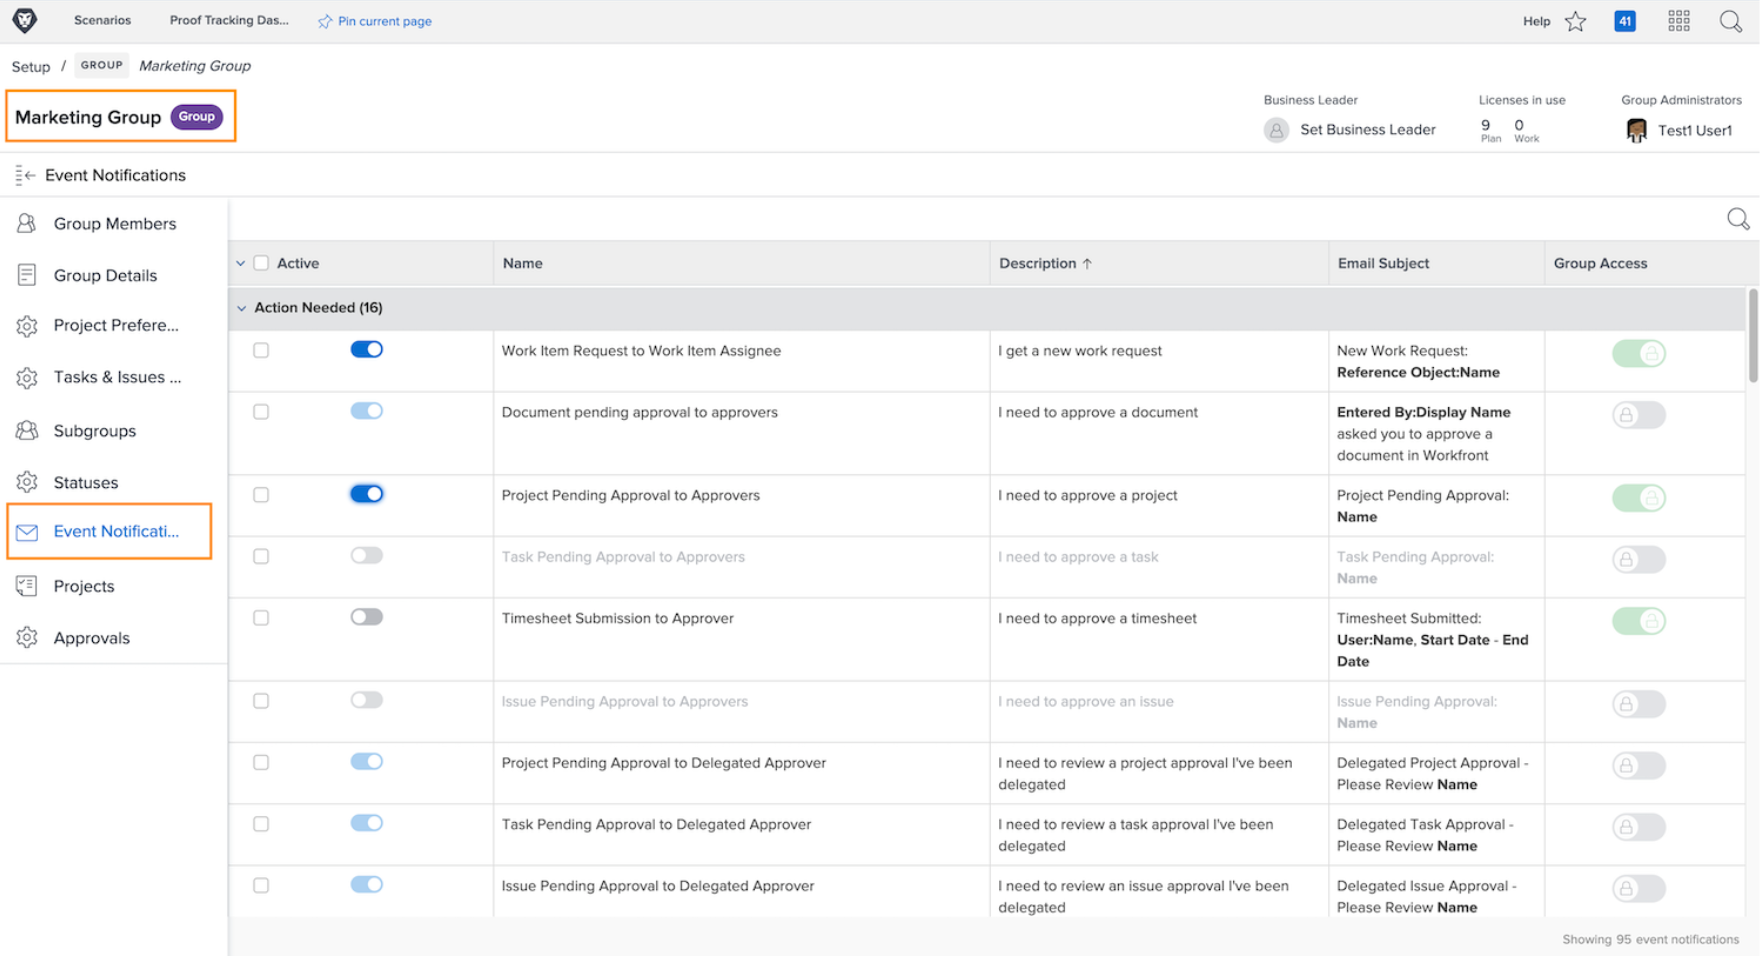 Scenarios
Proof Tracking Das...
Pin current page
Help
41
Setup / GROUP Marketing Group
Marketing Group Group
Business Leader
Set Business Leader
Licenses in use
9 0
Plan Work
Group Administrators
Test1 User1
Event Notifications
Group Members
Group Details
Project Prefere...
Tasks & Issues ...
Subgroups
Statuses
Event Notificati...
Projects
Approvals
Active Name Description ↑ Email Subject Group Access
Action Needed (16)
Work Item Request to Work Item Assignee
I get a new work request
New Work Request:
Reference Object:Name
Document pending approval to approvers
I need to approve a document
Entered By:Display Name
asked you to approve a
document in Workfront
Project Pending Approval to Approvers
I need to approve a project
Project Pending Approval:
Name
Task Pending Approval to Approvers
I need to approve a task
Task Pending Approval:
Name
Timesheet Submission to Approver
I need to approve a timesheet
Timesheet Submitted:
User:Name, Start Date - End
Date
Issue Pending Approval to Approvers
I need to approve an issue
Issue Pending Approval:
Name
Project Pending Approval to Delegated Approver
I need to review a project approval I've been
delegated
Delegated Project Approval -
Please Review Name
Task Pending Approval to Delegated Approver
I need to review a task approval I've been
delegated
Delegated Task Approval -
Please Review Name
Issue Pending Approval to Delegated Approver
I need to review an issue approval I've been
delegated
Delegated Issue Approval -
Please Review Name
Showing 95 event notifications